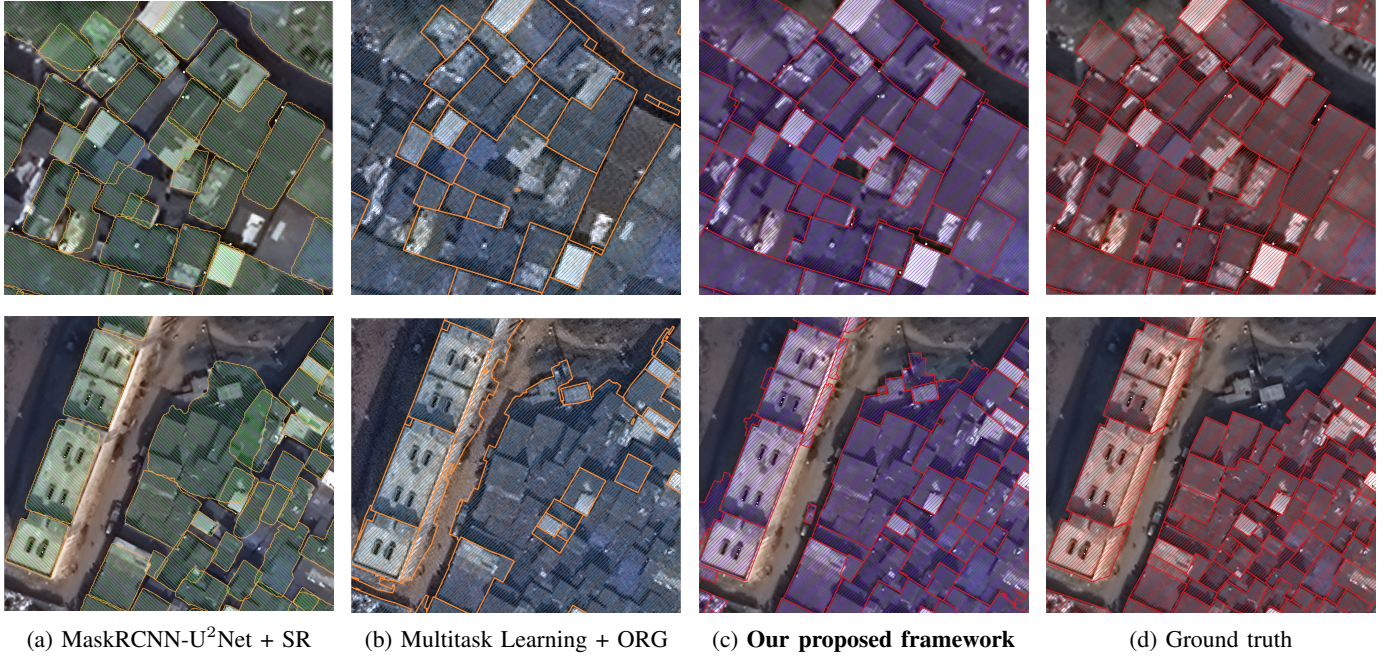 (a) MaskRCNN-U²Net + SR
(b) Multitask Learning + ORG
(c) Our proposed framework
(d) Ground truth